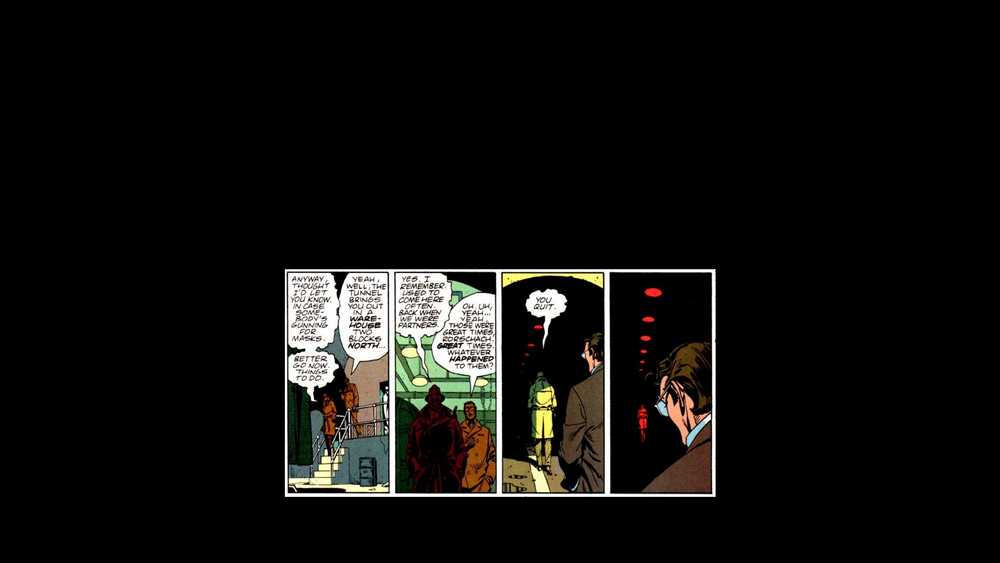 ANYWAY,
THOUGHT
I'D LET
YOU KNOW,
IN CASE
SOME-
BODY'S
GUNNING
FOR
MASKS.
BETTER
GO NOW.
THINGS
TO DO.
YEAH,
WELL, THE
TUNNEL
BRINGS
YOU OUT
IN A
WARE-
HOUSE
TWO
BLOCKS
NORTH...
YES. I
REMEMBER.
USED TO
COME HERE
OFTEN.
BACK WHEN
WE WERE
PARTNERS.
OH. UH,
YEAH...
YEAH,
THOSE WERE
GREAT TIMES,
RORSCHACH.
GREAT TIMES.
WHATEVER
HAPPENED
TO THEM?
YOU
QUIT.